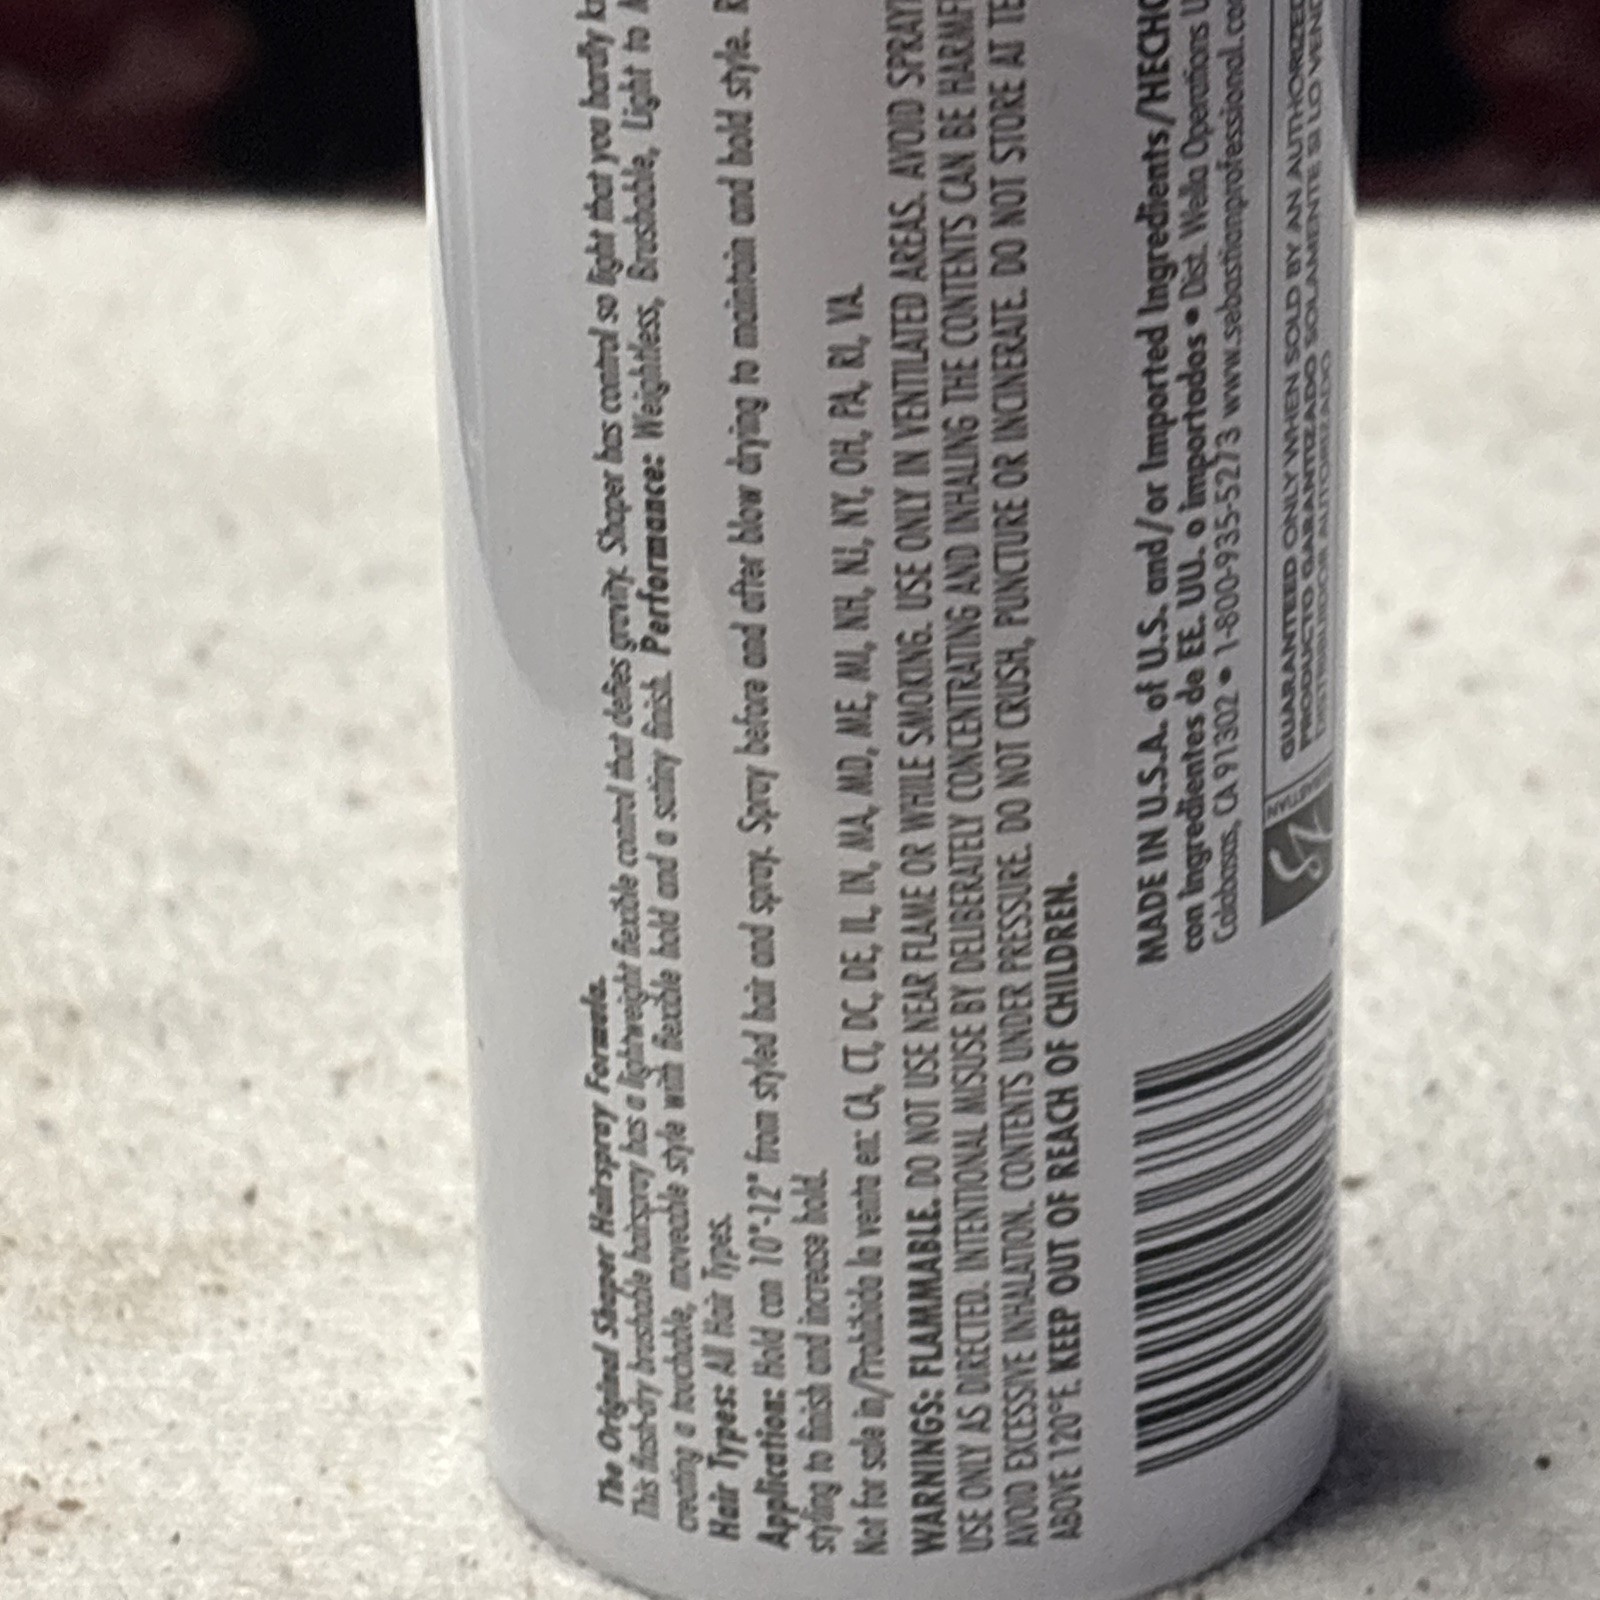 The Original Shaper Hairspray Formula.
This flash-dry brushable hairspray has a lightweight flexible control that defies gravity. Shaper has control so light that you hardly
creating a touchable, moveable style with flexible hold and a satiny finish. Performance: Weightless, Brushable, Light to
Hair Types: All Hair Types.
Application: Hold can 10"-12" from styled hair and spray. Spray before and after blow drying to maintain and hold style.
styling to finish and increase hold.
Not for sale in/Prohibida la venta en: CA, CT, DC, DE, IL, IN, MA, MD, ME, MI, NH, NJ, NY, OH, PA, RI, VA.
WARNINGS: FLAMMABLE. DO NOT USE NEAR FLAME OR WHILE SMOKING. USE ONLY IN VENTILATED AREAS. AVOID SPRAY
USE ONLY AS DIRECTED. INTENTIONAL MISUSE BY DELIBERATELY CONCENTRATING AND INHALING THE CONTENTS CAN BE HARMF
AVOID EXCESSIVE INHALATION. CONTENTS UNDER PRESSURE. DO NOT CRUSH, PUNCTURE OR INCINERATE. DO NOT STORE AT TE
ABOVE 120°F. KEEP OUT OF REACH OF CHILDREN.
MADE IN U.S.A. of U.S. and/or Imported Ingredients/HECHO
con Ingredientes de EE. UU. o importados • Dist. Wella Operations U
Calabasas, CA 91302 • 1-800-935-5273 www.sebastianprofessional.co
GUARANTEED ONLY WHEN SOLD BY AN AUTHORIZED
PRODUCTO GARANTIZADO SOLAMENTE SI LO VEND
DISTRIBUIDOR AUTORIZADO